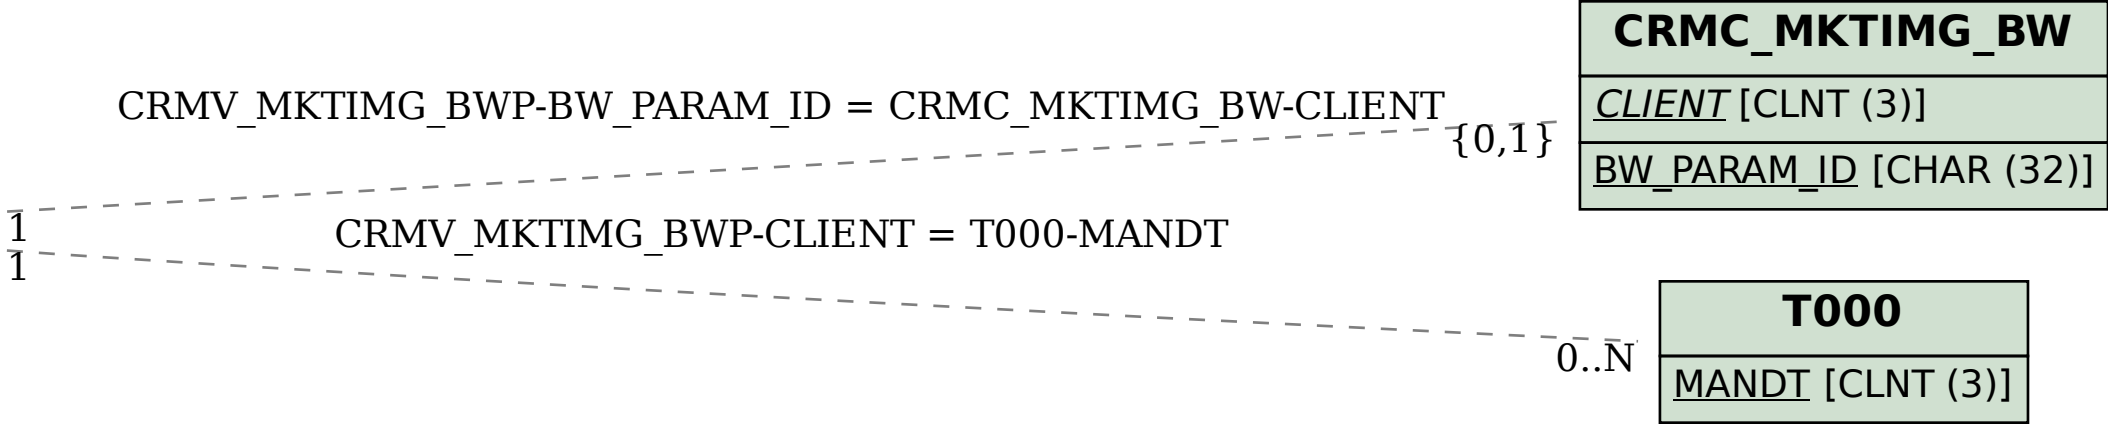 CRMC_MKTIMG_BW
CLIENT [CLNT (3)]
BW_PARAM_ID [CHAR (32)]
CRMV_MKTIMG_BWP-BW_PARAM_ID = CRMC_MKTIMG_BW-CLIENT
{0,1}
1
CRMV_MKTIMG_BWP-CLIENT = T000-MANDT
1
0..N
T000
MANDT [CLNT (3)]